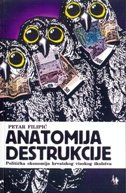 PETAR FILIPIĆ
ANATOMIJA
DESTRUKCIJE
Politička ekonomija hrvatskog visokog školstva